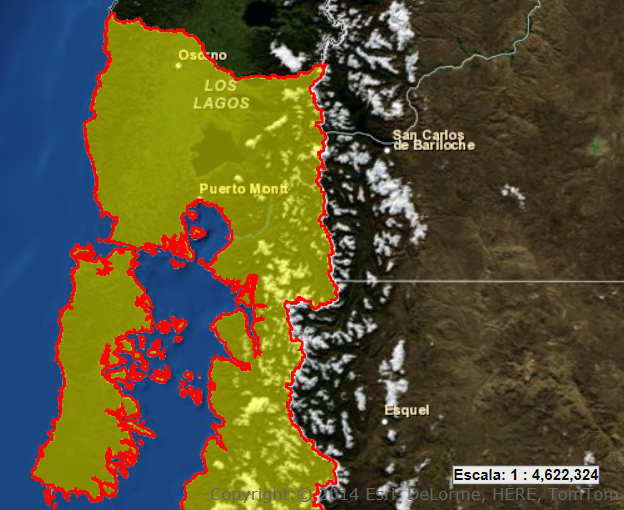 Osorno
LOS
LAGOS
San Carlos
de Bariloche
Puerto Montt
Esquel
Escala: 1 : 4,622,324
Copyright: © 2014 Esri, DeLorme, HERE, TomTom